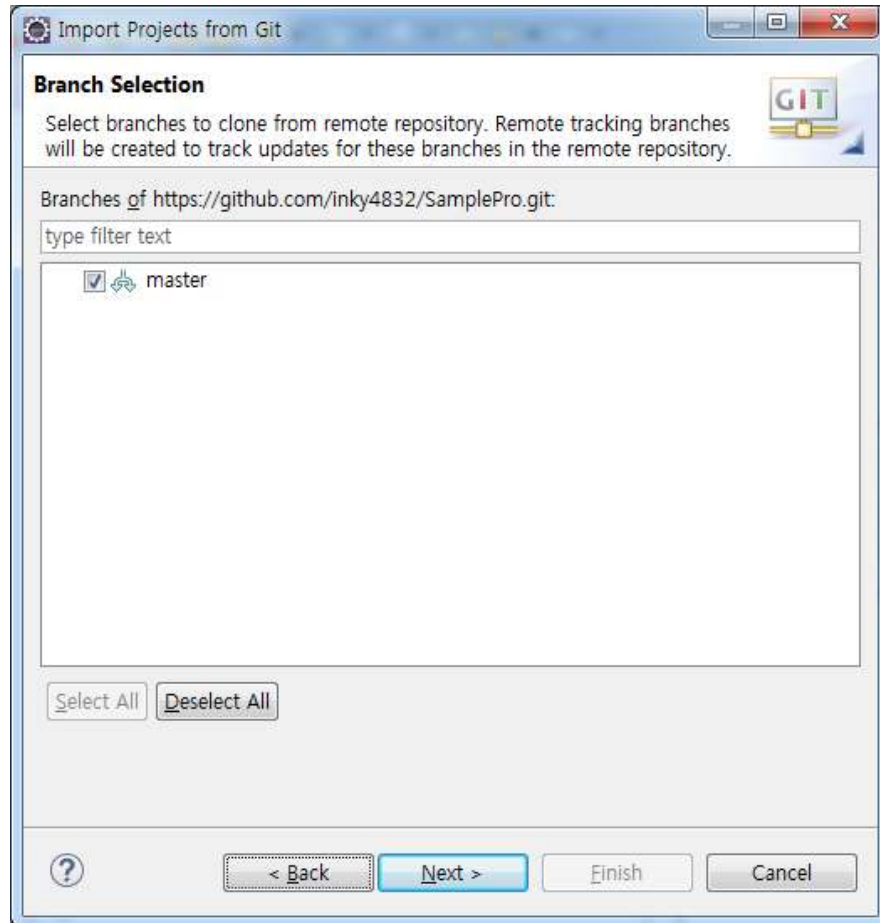 Import Projects from Git
Branch Selection
GIT
Select branches to clone from remote repository. Remote tracking branches
will be created to track updates for these branches in the remote repository.
Branches of https://github.com/inky4832/SamplePro.git:
type filter text
master
Select All Deselect All
? < Back Next > Finish Cancel